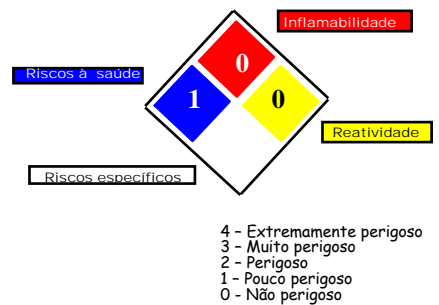 Inflamabilidade
0
Riscos à saúde
1
0
Reatividade
Riscos específicos
4 – Extremamente perigoso
3 – Muito perigoso
2 – Perigoso
1 – Pouco perigoso
0 - Não perigoso